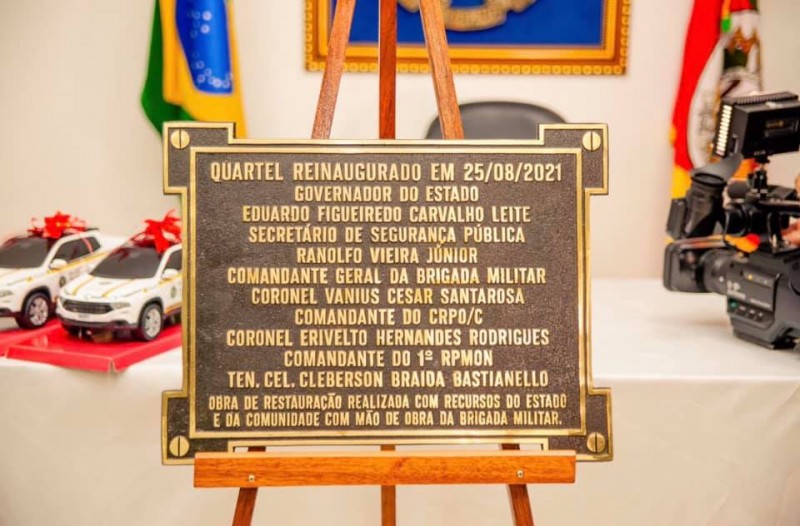 QUARTEL REINAUGURADO EM 25/08/2021
GOVERNADOR DO ESTADO
EDUARDO FIGUEIREDO CARVALHO LEITE
SECRETÁRIO DE SEGURANÇA PÚBLICA
RANOLFO VIEIRA JÚNIOR
COMANDANTE GERAL DA BRIGADA MILITAR
CORONEL VANIUS CESAR SANTAROSA
COMANDANTE DO CRPO/C
CORONEL ERIVELTO HERNANDES RODRIGUES
COMANDANTE DO 1º RPMON
TEN. CEL. CLEBERSON BRAIDA BASTIANELLO
OBRA DE RESTAURAÇÃO REALIZADA COM RECURSOS DO ESTADO
E DA COMUNIDADE COM MÃO DE OBRA DA BRIGADA MILITAR.